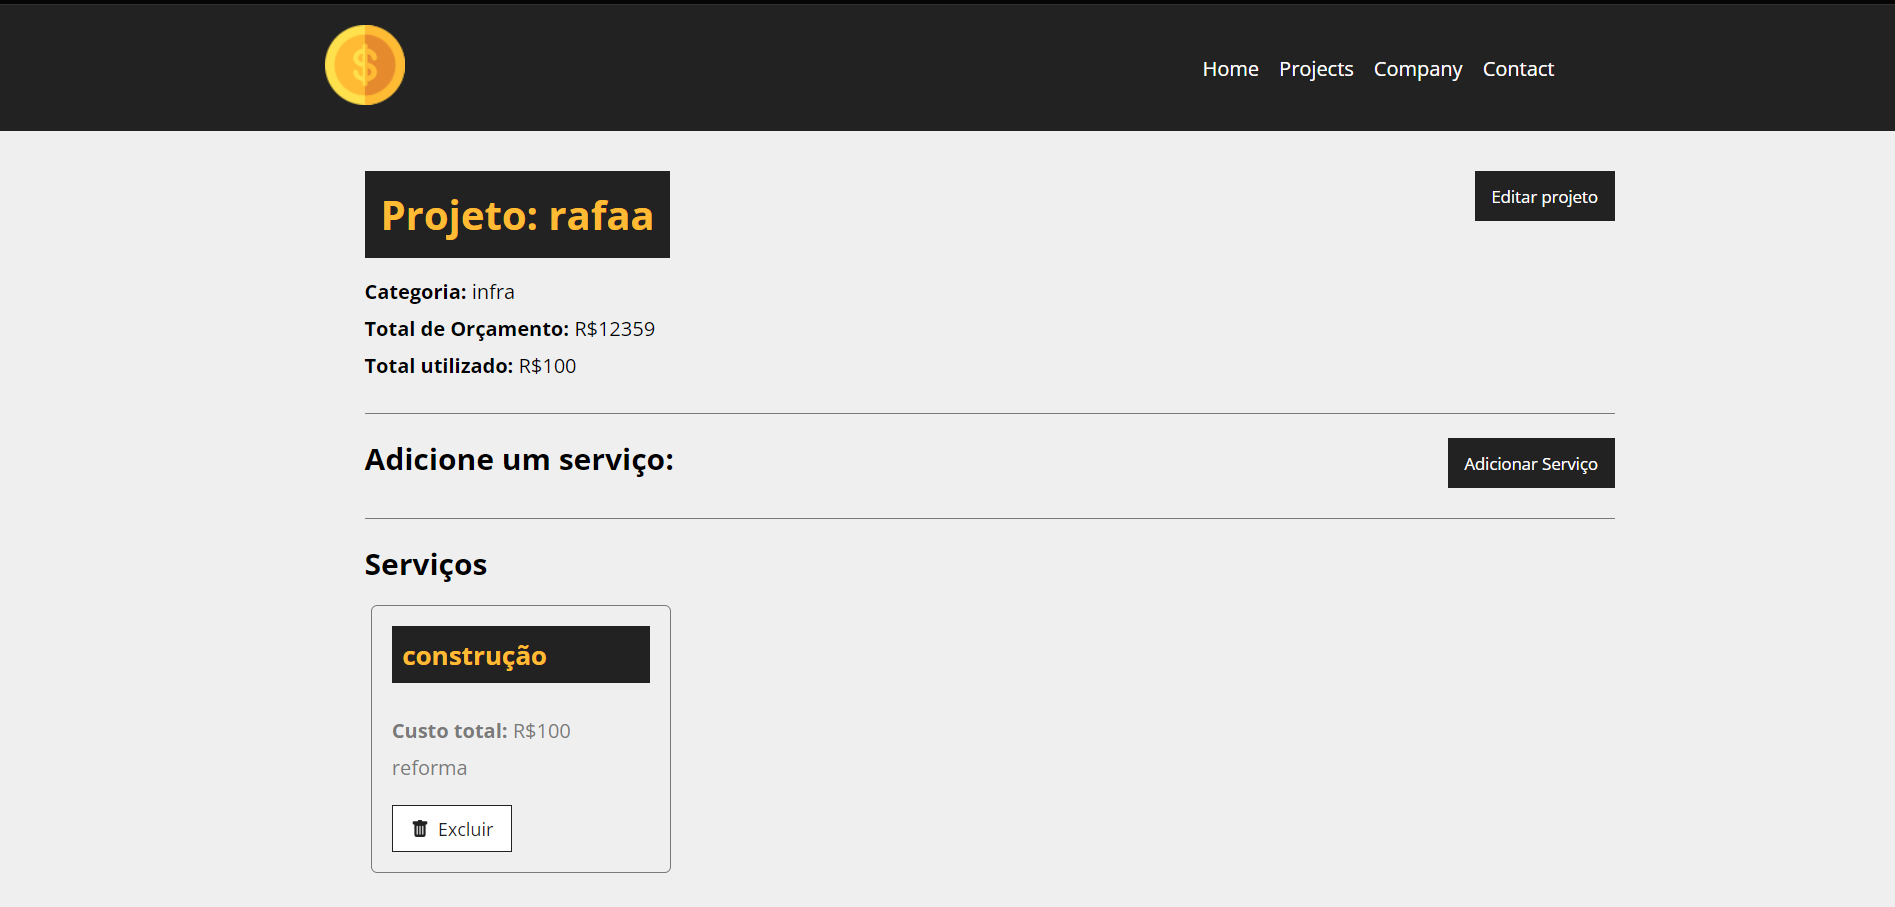 $
Home Projects Company Contact
Projeto: rafaa
Editar projeto
Categoria: infra
Total de Orçamento: R$12359
Total utilizado: R$100
Adicione um serviço:
Adicionar Serviço
Serviços
construção
Custo total: R$100
reforma
Excluir